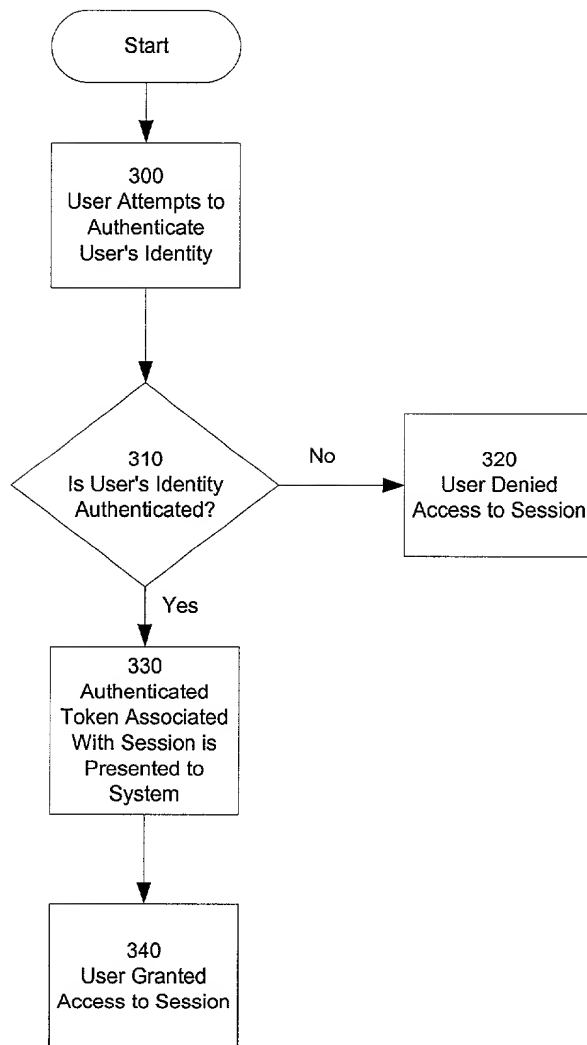 Start
300
User Attempts to
Authenticate
User's Identity
310
Is User's Identity
Authenticated?
No
320
User Denied
Access to Session
Yes
330
Authenticated
Token Associated
With Session is
Presented to
System
340
User Granted
Access to Session